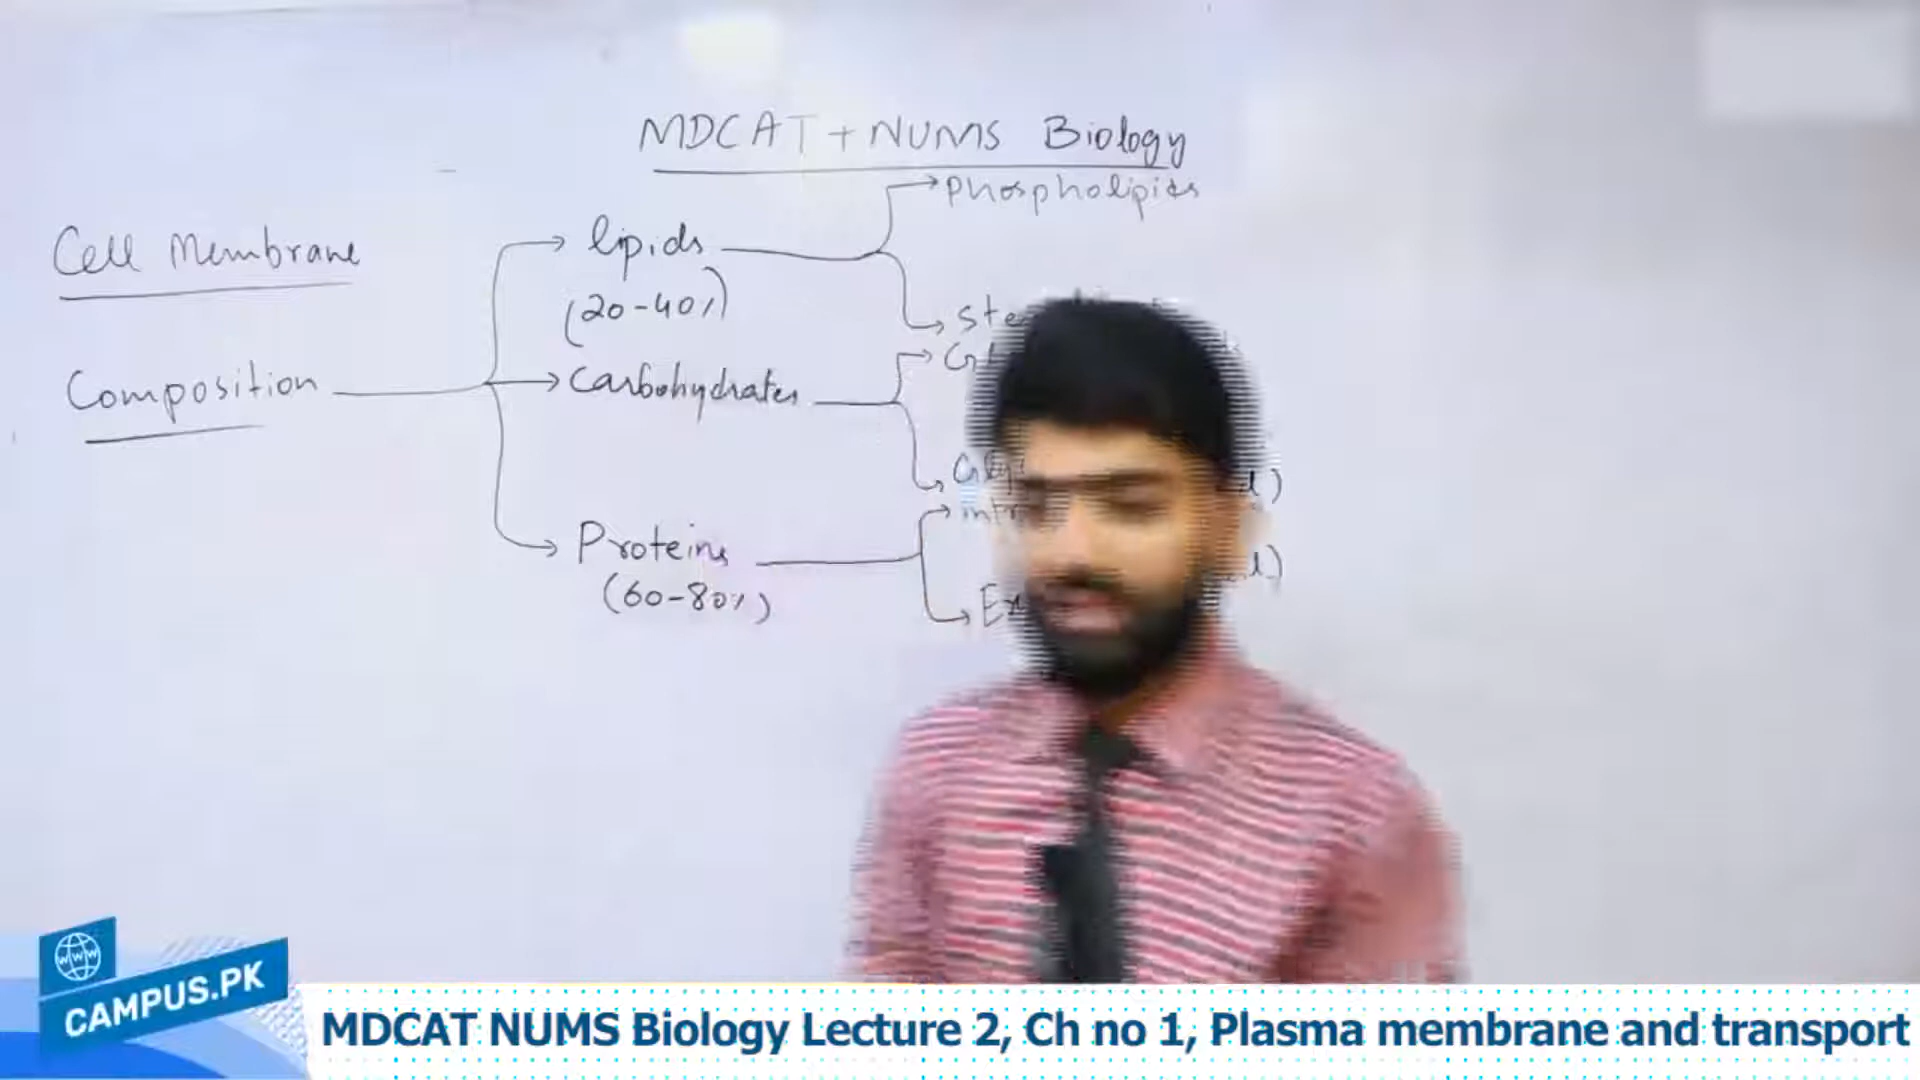 MDCAT + NUMS Biology
Phospholipids
Cell Membrane
lipids
(20-40%)
Composition
Carbohydrates
Proteins
(60-80%)
WWW
CAMPUS.PK
MDCAT NUMS Biology Lecture 2, Ch no 1, Plasma membrane and transport